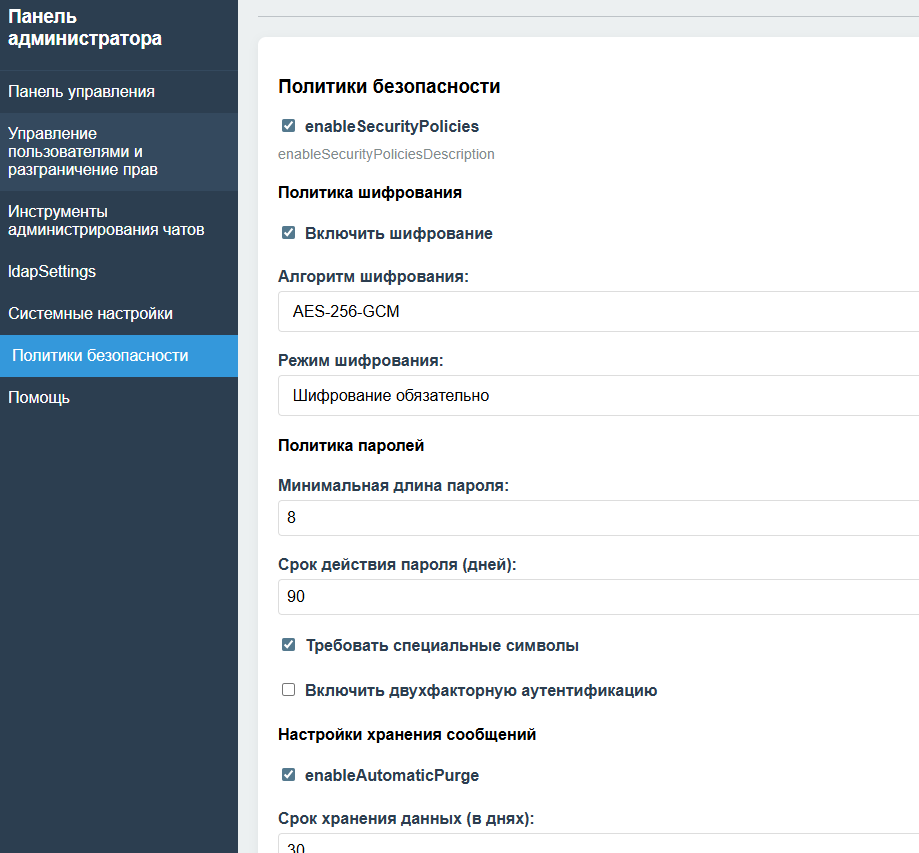 Панель
администратора
Панель управления
Управление
пользователями и
разграничение прав
Инструменты
администрирования чатов
ldapSettings
Системные настройки
Политики безопасности
Помощь
Политики безопасности
enableSecurityPolicies
enableSecurityPoliciesDescription
Политика шифрования
Включить шифрование
Алгоритм шифрования:
AES-256-GCM
Режим шифрования:
Шифрование обязательно
Политика паролей
Минимальная длина пароля:
8
Срок действия пароля (дней):
90
Требовать специальные символы
Включить двухфакторную аутентификацию
Настройки хранения сообщений
enableAutomaticPurge
Срок хранения данных (в днях):
30